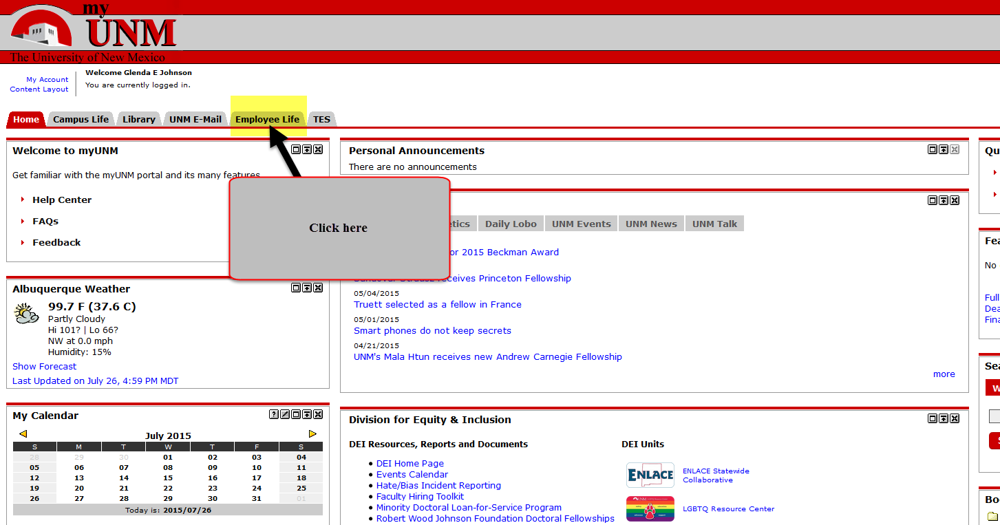 my
UNM
The University of New Mexico
My Account
Content Layout
Welcome Glenda E Johnson
You are currently logged in.
Home Campus Life Library UNM E-Mail Employee Life TES
Welcome to myUNM
Get familiar with the myUNM portal and its many features
Help Center
FAQs
Feedback
Click here
Albuquerque Weather
99.7 F (37.6 C)
Partly Cloudy
Hi 101? | Lo 66?
NW at 0.0 mph
Humidity: 15%
Show Forecast
Last Updated on July 26, 4:59 PM MDT
My Calendar
July 2015
S M T W T F S
28 29 30 01 02 03 04
05 06 07 08 09 10 11
12 13 14 15 16 17 18
19 20 21 22 23 24 25
26 27 28 29 30 31 01
Today is: 2015/07/26
Personal Announcements
There are no announcements
etics Daily Lobo UNM Events UNM News UNM Talk
or 2015 Beckman Award
receives Princeton Fellowship
05/04/2015
Truett selected as a fellow in France
05/01/2015
Smart phones do not keep secrets
04/21/2015
UNM's Mala Htun receives new Andrew Carnegie Fellowship
more
Division for Equity & Inclusion
DEI Resources, Reports and Documents
DEI Home Page
Events Calendar
Hate/Bias Incident Reporting
Faculty Hiring Toolkit
Minority Doctoral Loan-for-Service Program
Robert Wood Johnson Foundation Doctoral Fellowships
DEI Units
ENLACE
ENLACE Statewide
Collaborative
UNM
LGBTQ Resource Center
Qu
Fea
No
Full
Dea
Fina
Sea
W
S
Bo